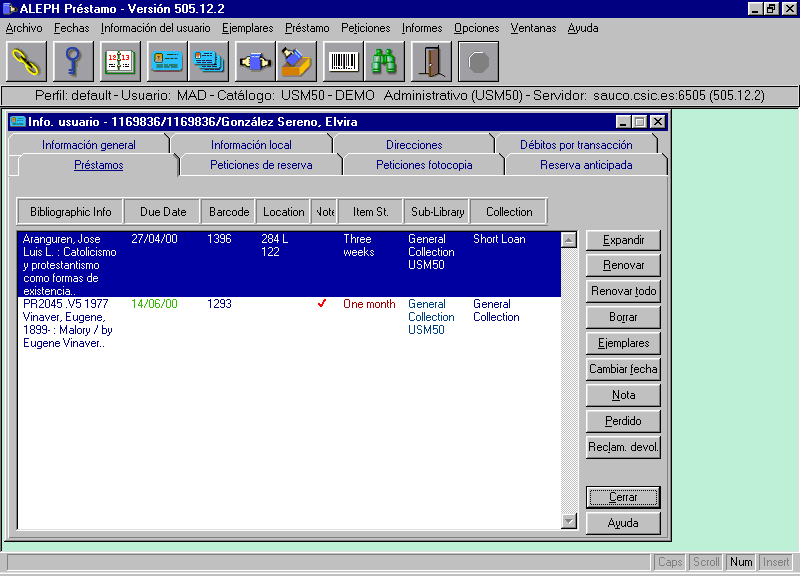 ALEPH Préstamo - Versión 505.12.2
Archivo Fechas Información del usuario Ejemplares Préstamo Peticiones Informes Opciones Ventanas Ayuda
12 13
Perfil: default - Usuario: MAD - Catálogo: USM50 - DEMO Administrativo (USM50) - Servidor: sauco.csic.es:6505 (505.12.2)
Info. usuario - 1169836/1169836/González Sereno, Elvira
Información general Información local Direcciones Débitos por transacción
Préstamos Peticiones de reserva Peticiones fotocopia Reserva anticipada
Bibliographic Info Due Date Barcode Location Note Item St. Sub-Library Collection
Aranguren, Jose 27/04/00 1396 284 L Three General Short Loan
Luis L. : Catolicismo 122 weeks Collection
y protestantismo USM50
como formas de
existencia..
PR2045 .V5 1977 14/06/00 1293 ✓ One month General General
Vinaver, Eugene, Collection Collection
1899- : Malory / by USM50
Eugene Vinaver..
Expandir
Renovar
Renovar todo
Borrar
Ejemplares
Cambiar fecha
Nota
Perdido
Reclam. devol.
Cerrar
Ayuda
Caps Scroll Num Insert